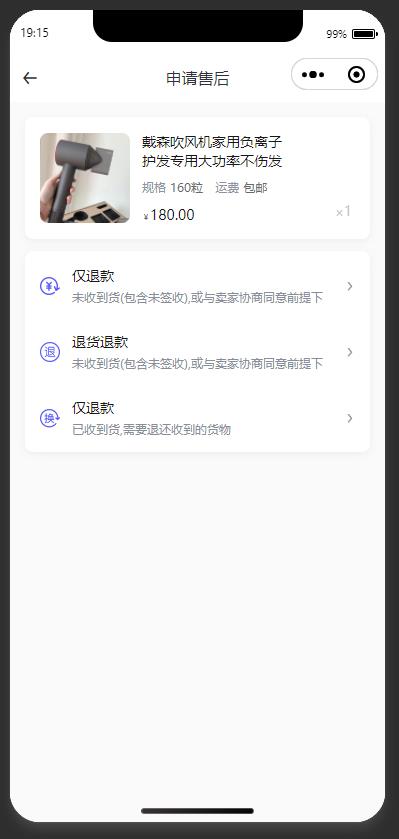 19:15
99%
申请售后
戴森吹风机家用负离子
护发专用大功率不伤发
规格 160粒 运费 包邮
¥180.00
×1
¥
仅退款
未收到货(包含未签收),或与卖家协商同意前提下
退
退货退款
未收到货(包含未签收),或与卖家协商同意前提下
换
仅退款
已收到货,需要退还收到的货物